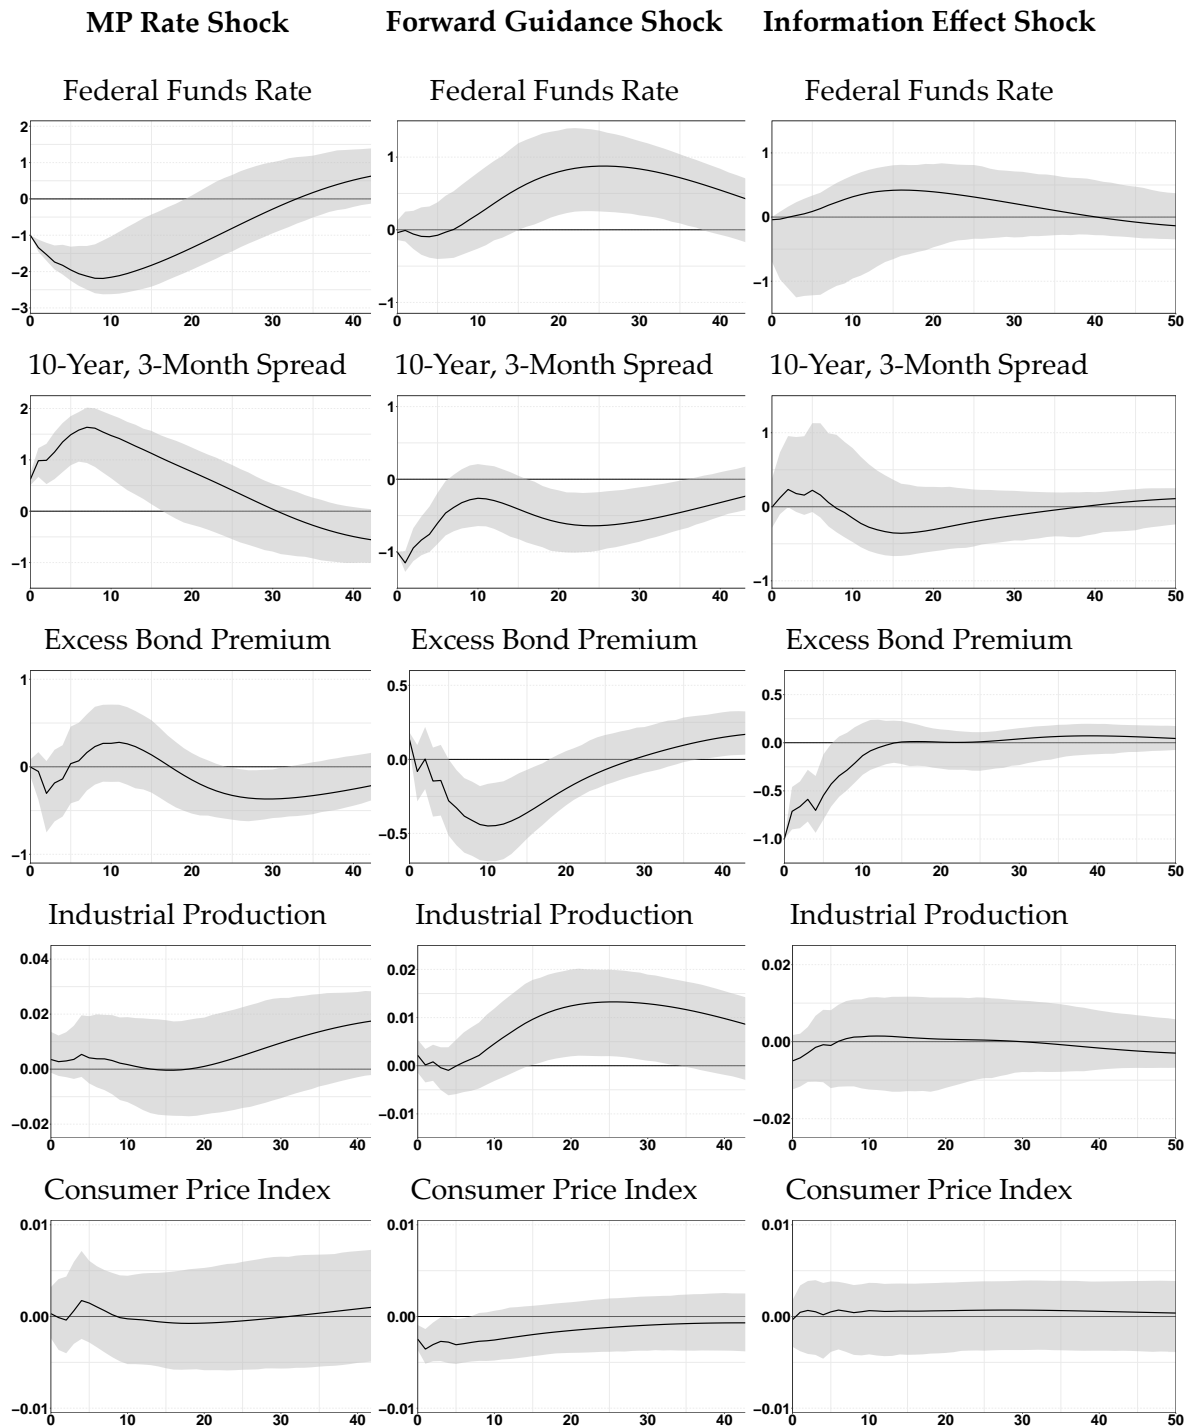 MP Rate Shock Forward Guidance Shock Information Effect Shock
Federal Funds Rate Federal Funds Rate Federal Funds Rate
2
1
0
−1
−2
−3
0 10 20 30 40
1
0
−1
0 10 20 30 40
1
0
−1
0 10 20 30 40 50
10-Year, 3-Month Spread 10-Year, 3-Month Spread 10-Year, 3-Month Spread
2
1
0
−1
0 10 20 30 40
1
0
−1
0 10 20 30 40
1
0
−1
0 10 20 30 40 50
Excess Bond Premium Excess Bond Premium Excess Bond Premium
1
0
−1
0 10 20 30 40
0.5
0.0
−0.5
0 10 20 30 40
0.5
0.0
−0.5
−1.0
0 10 20 30 40 50
Industrial Production Industrial Production Industrial Production
0.04
0.02
0.00
−0.02
0 10 20 30 40
0.02
0.01
0.00
−0.01
0 10 20 30 40
0.02
0.00
−0.02
0 10 20 30 40 50
Consumer Price Index Consumer Price Index Consumer Price Index
0.01
0.00
−0.01
0 10 20 30 40
0.01
0.00
−0.01
0 10 20 30 40
0.01
0.00
−0.01
0 10 20 30 40 50